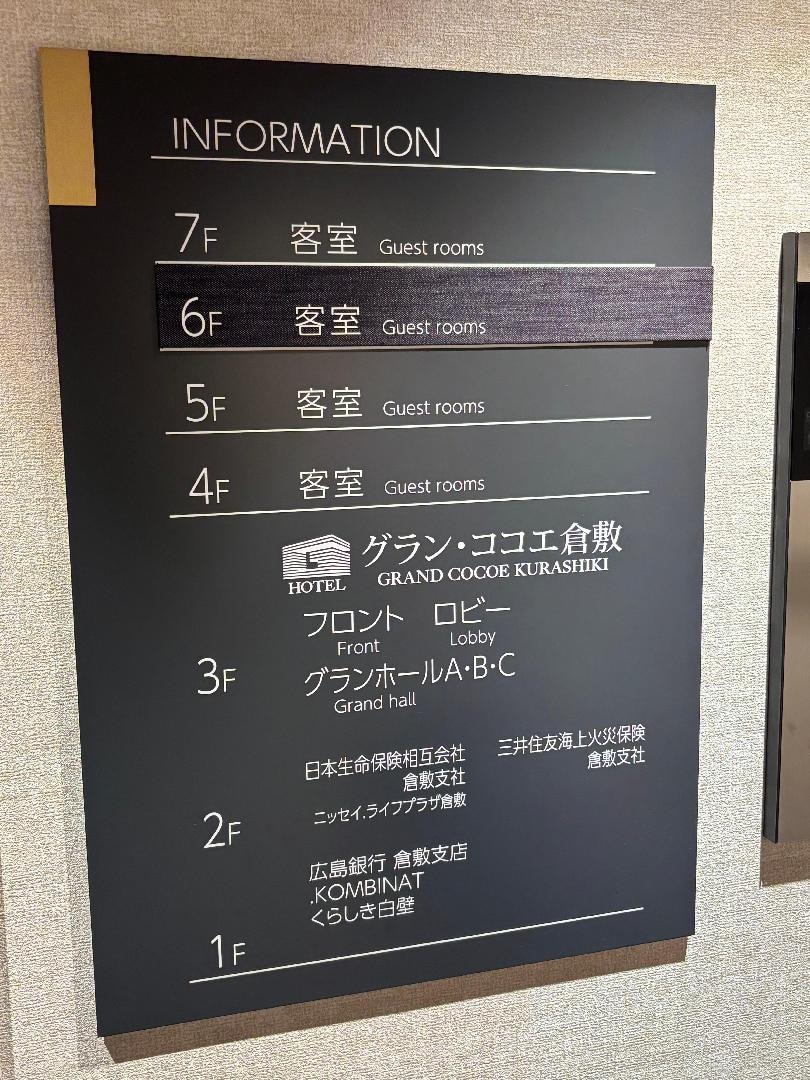 INFORMATION
7F 客室 Guest rooms
6F 客室 Guest rooms
5F 客室 Guest rooms
4F 客室 Guest rooms
G
HOTEL
グラン・ココエ倉敷
GRAND COCOE KURASHIKI
フロント ロビー
Front Lobby
3F グランホールA・B・C
Grand hall
日本生命保険相互会社 三井住友海上火災保険
倉敷支社 倉敷支社
ニッセイ.ライフプラザ倉敷
2F
広島銀行 倉敷支店
.KOMBINAT
くらしき白壁
1F